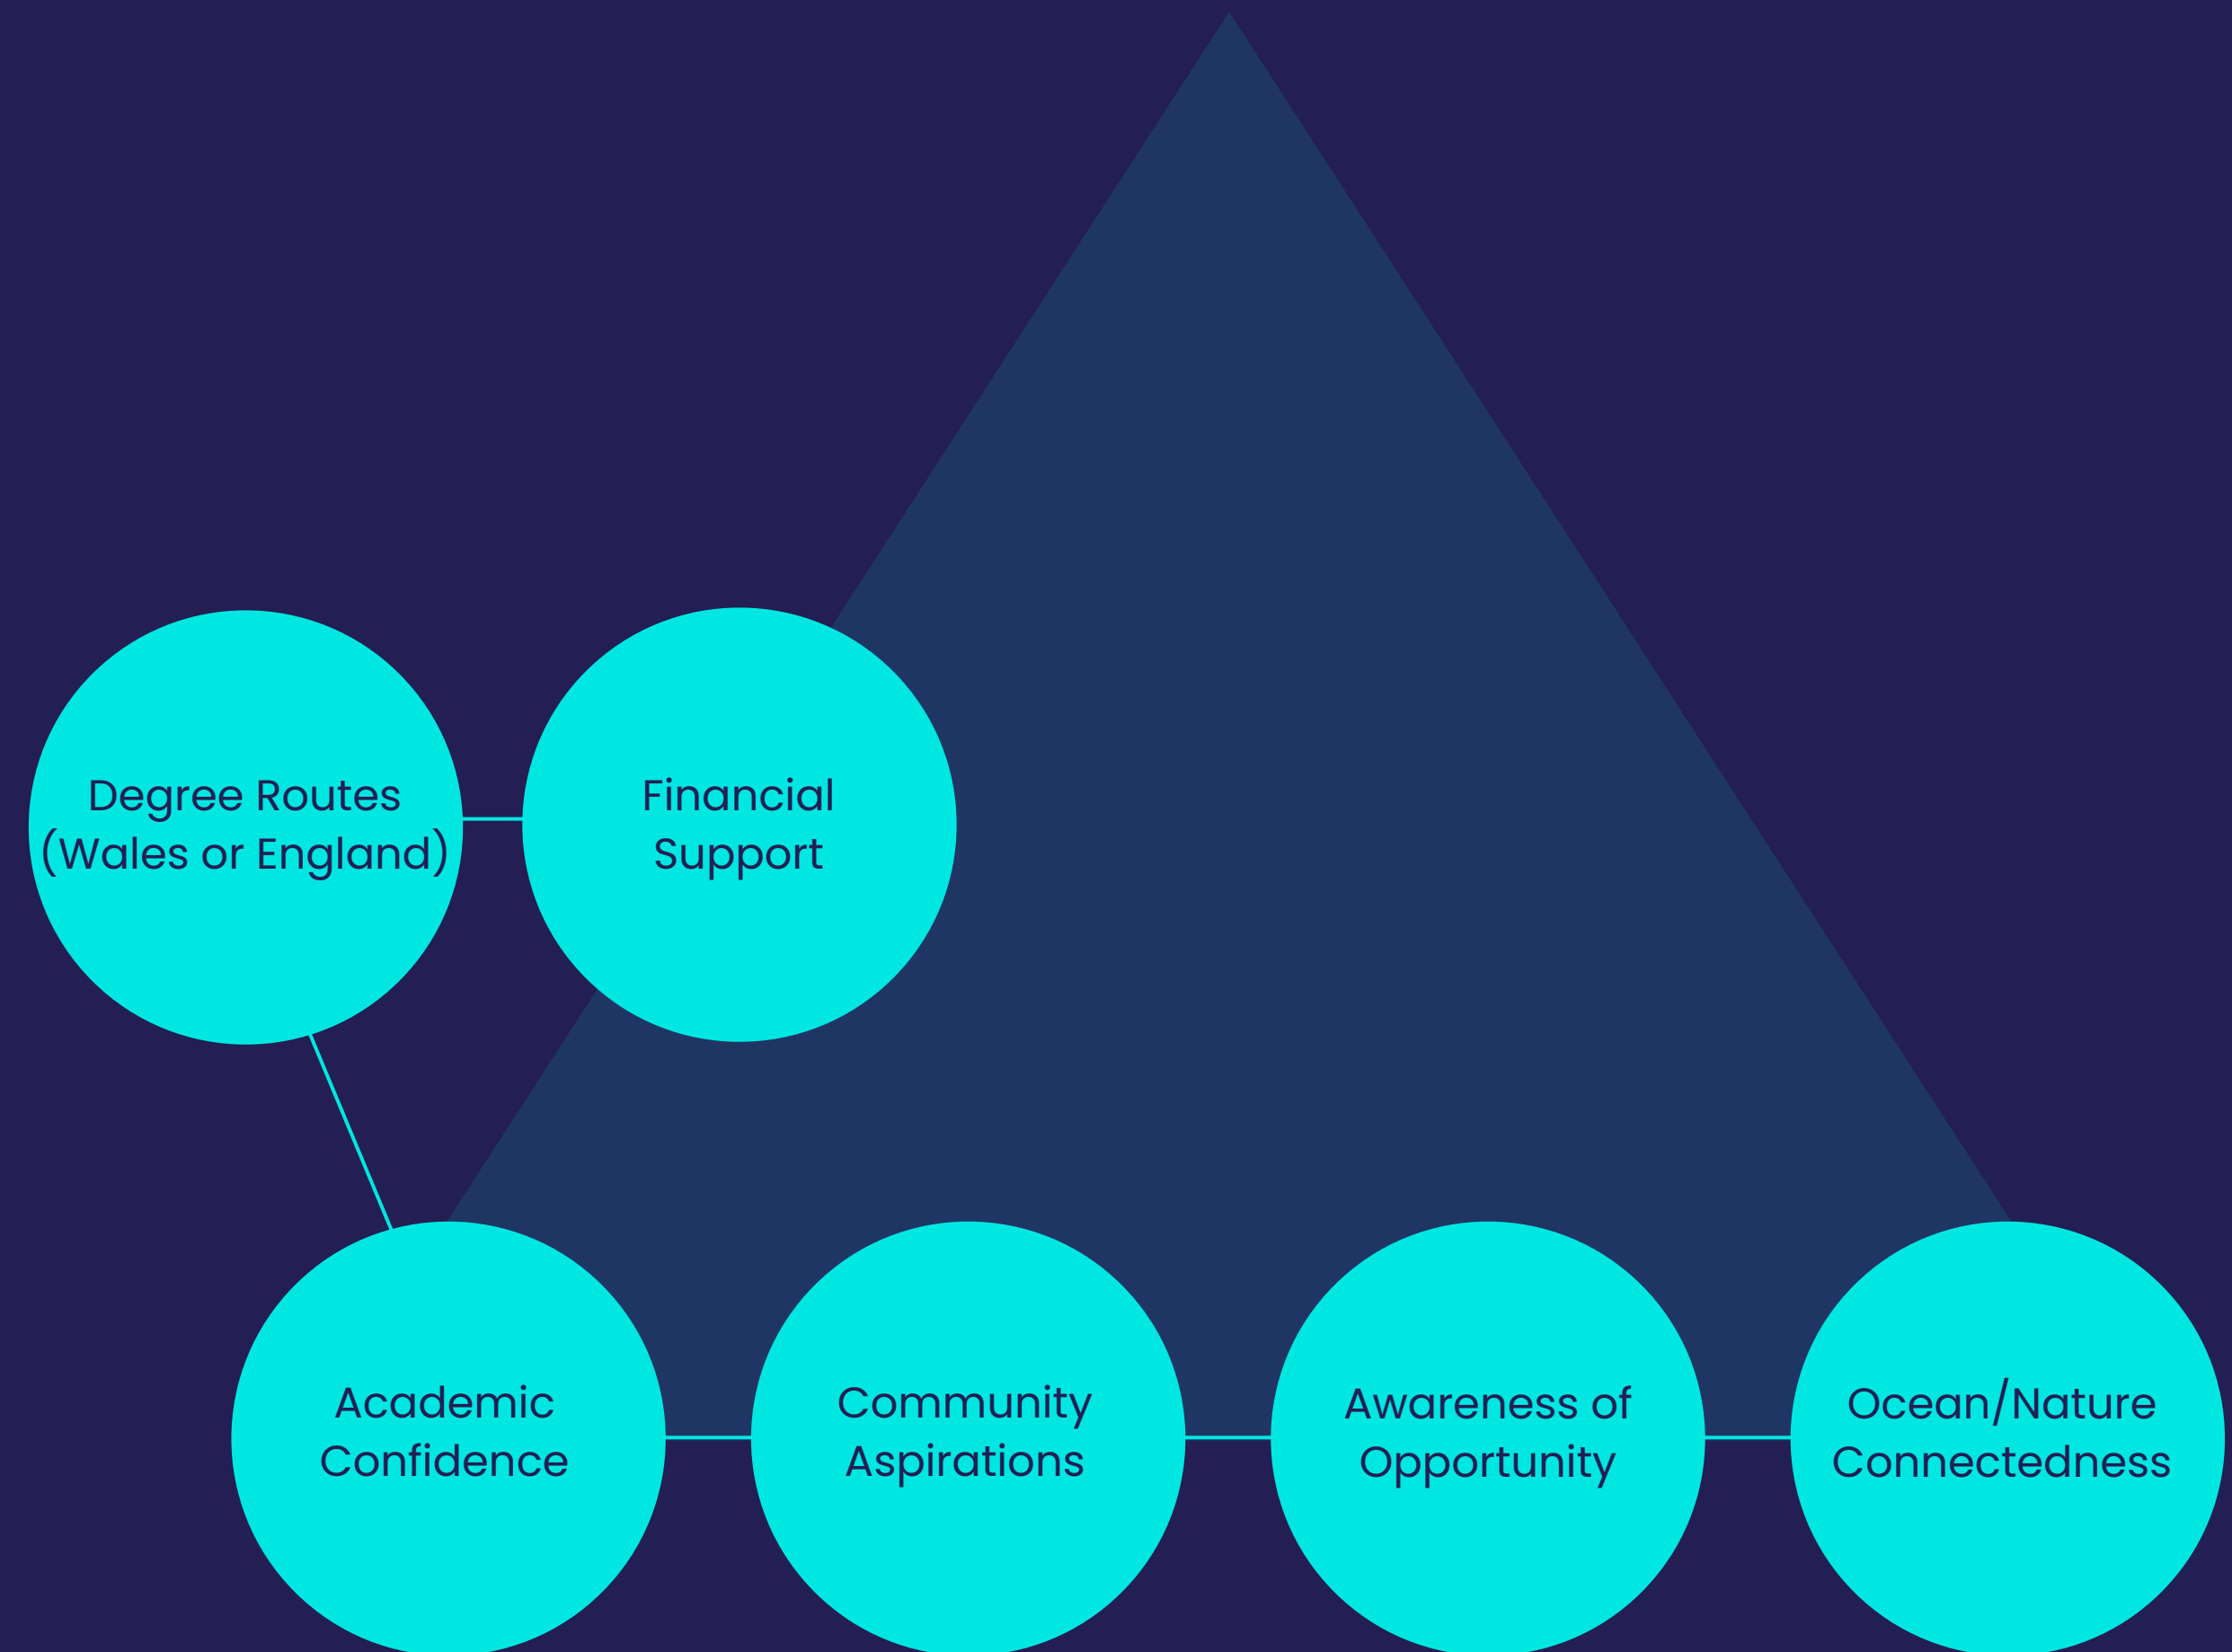 Degree Routes
(Wales or England)
Financial
Support
Academic
Confidence
Community
Aspirations
Awareness of
Opportunity
Ocean/Nature
Connectedness